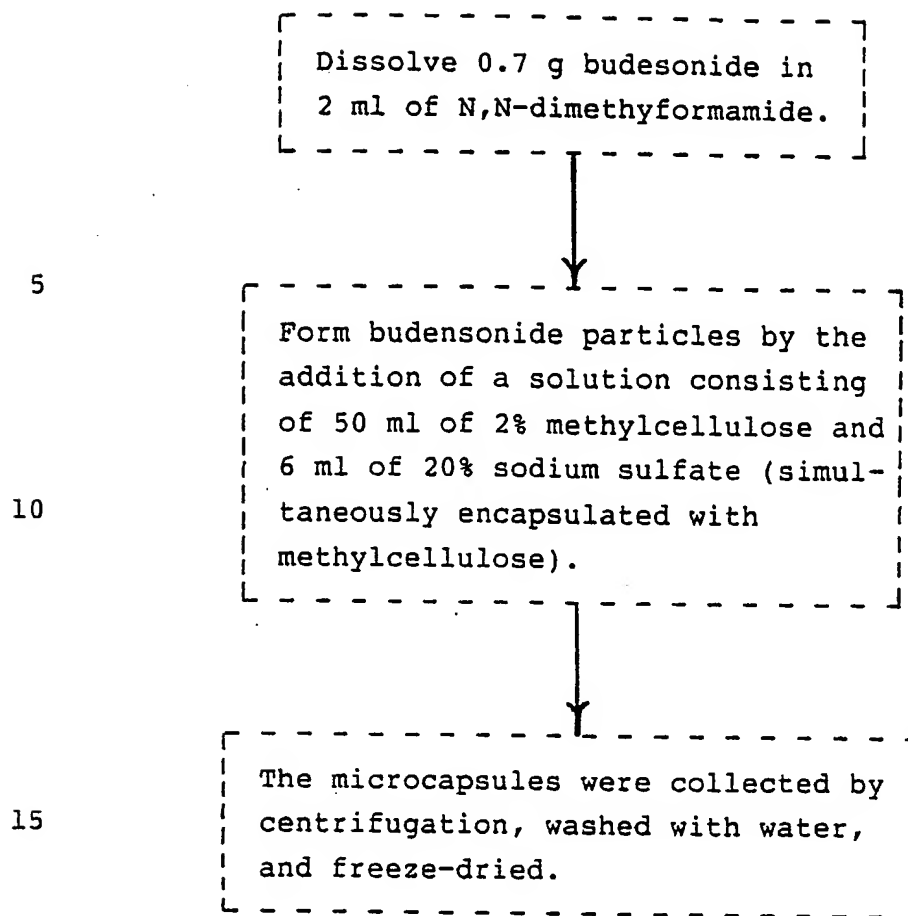 Dissolve 0.7 g budesonide in
2 ml of N,N-dimethyformamide.
5
Form budensonide particles by the
addition of a solution consisting
of 50 ml of 2% methylcellulose and
6 ml of 20% sodium sulfate (simul-
10 taneously encapsulated with
methylcellulose).
The microcapsules were collected by
15 centrifugation, washed with water,
and freeze-dried.